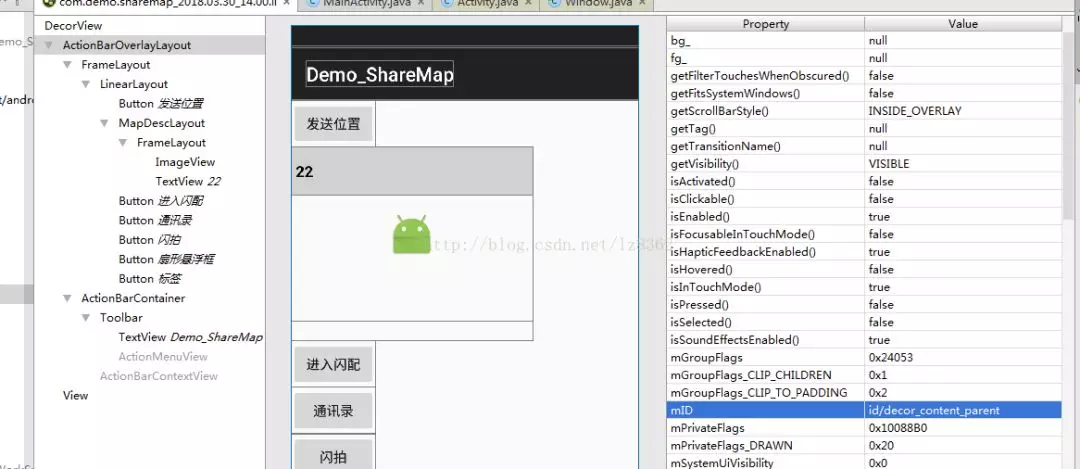 com.demo.sharemap_2018.03.30_14.00.li
MainActivity.java
Activity.java
Window.java
DecorView
ActionBarOverlayLayout
FrameLayout
LinearLayout
Button 发送位置
MapDescLayout
FrameLayout
ImageView
TextView 22
Button 进入闪配
Button 通讯录
Button 闪拍
Button 扇形悬浮框
Button 标签
ActionBarContainer
Toolbar
TextView Demo_ShareMap
ActionMenuView
ActionBarContextView
View
Demo_ShareMap
发送位置
22
http://blog.csdn.net/lz8362
进入闪配
通讯录
闪拍
Property Value
bg_ null
fg_ null
getFilterTouchesWhenObscured() false
getFitsSystemWindows() false
getScrollBarStyle() INSIDE_OVERLAY
getTag() null
getTransitionName() null
getVisibility() VISIBLE
isActivated() false
isClickable() false
isEnabled() true
isFocusableInTouchMode() false
isHapticFeedbackEnabled() true
isHovered() false
isInTouchMode() true
isPressed() false
isSelected() false
isSoundEffectsEnabled() true
mGroupFlags 0x24053
mGroupFlags_CLIP_CHILDREN 0x1
mGroupFlags_CLIP_TO_PADDING 0x2
mID id/decor_content_parent
mPrivateFlags 0x10088B0
mPrivateFlags_DRAWN 0x20
mSystemUiVisibility 0x0